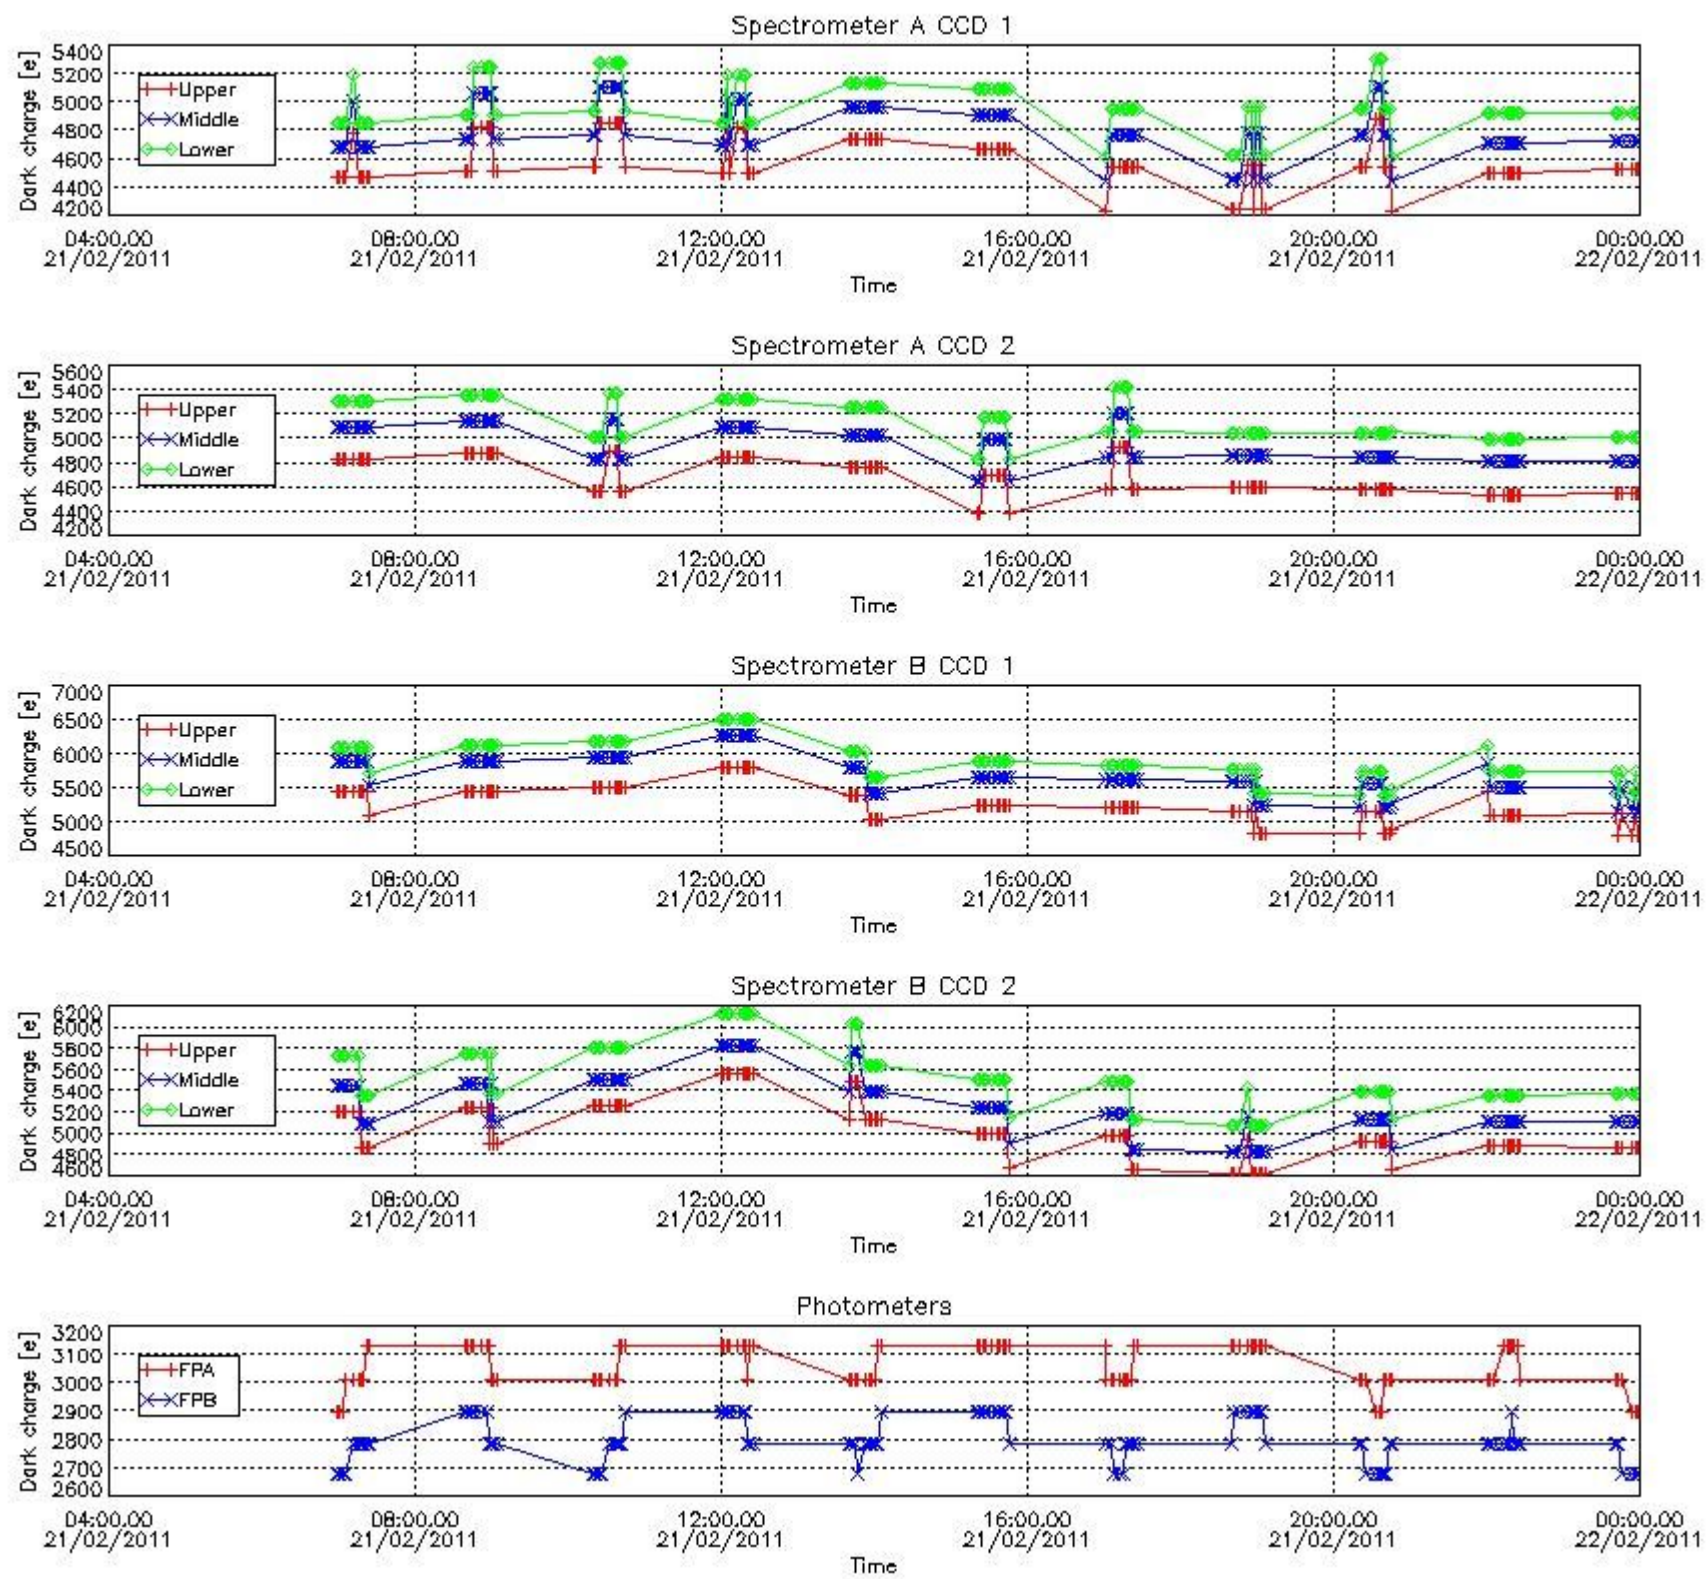 Spectrometer A CCD 1
Dark charge [e]
5400
5200
5000
4800
4600
4400
4200
Upper
Middle
Lower
04:00.00 08:00.00 12:00.00 16:00.00 20:00.00 00:00.00
21/02/2011 21/02/2011 21/02/2011 21/02/2011 21/02/2011 22/02/2011
Time
Spectrometer A CCD 2
Dark charge [e]
5600
5400
5200
5000
4800
4600
4400
4200
Upper
Middle
Lower
04:00.00 08:00.00 12:00.00 16:00.00 20:00.00 00:00.00
21/02/2011 21/02/2011 21/02/2011 21/02/2011 21/02/2011 22/02/2011
Time
Spectrometer B CCD 1
Dark charge [e]
7000
6500
6000
5500
5000
4500
Upper
Middle
Lower
04:00.00 08:00.00 12:00.00 16:00.00 20:00.00 00:00.00
21/02/2011 21/02/2011 21/02/2011 21/02/2011 21/02/2011 22/02/2011
Time
Spectrometer B CCD 2
Dark charge [e]
6200
6000
5800
5600
5400
5200
5000
4800
4600
Upper
Middle
Lower
04:00.00 08:00.00 12:00.00 16:00.00 20:00.00 00:00.00
21/02/2011 21/02/2011 21/02/2011 21/02/2011 21/02/2011 22/02/2011
Time
Photometers
Dark charge [e]
3200
3100
3000
2900
2800
2700
2600
FPA
FPB
04:00.00 08:00.00 12:00.00 16:00.00 20:00.00 00:00.00
21/02/2011 21/02/2011 21/02/2011 21/02/2011 21/02/2011 22/02/2011
Time